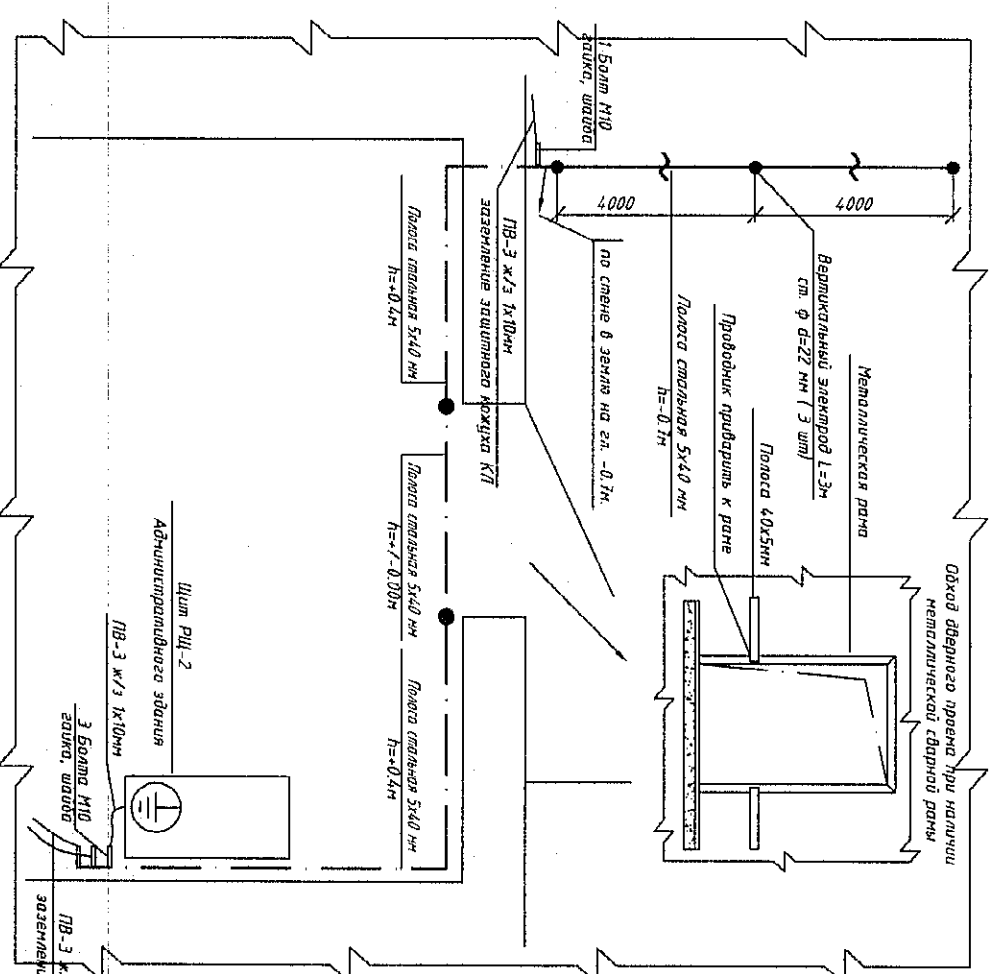 Обход дверного проема при наличии
металлической сварной рамы
Металлическая рама
Полоса 40х5мм
Проводник приварить к раме
Вертикальный электрод L=3м
ст. ф d=22 мм ( 3 шт)
Полоса стальная 5х40 мм
h=-0.7м
4000
4000
по стене в землю на гл. -0.7м.
1 Болт М10
гайка, шайба
ПВ-3 ж/з 1х10мм
заземление защитного кожуха КЛ
Полоса стальная 5х40 мм
h=+0.4м
Полоса стальная 5х40 мм
h=+/-0.00м
Полоса стальная 5х40 мм
h=+0.4м
Щит РЩ-2
Административного здания
ПВ-3 ж/з 1х10мм
3 Болта М10
гайка, шайба
ПВ-3 ж